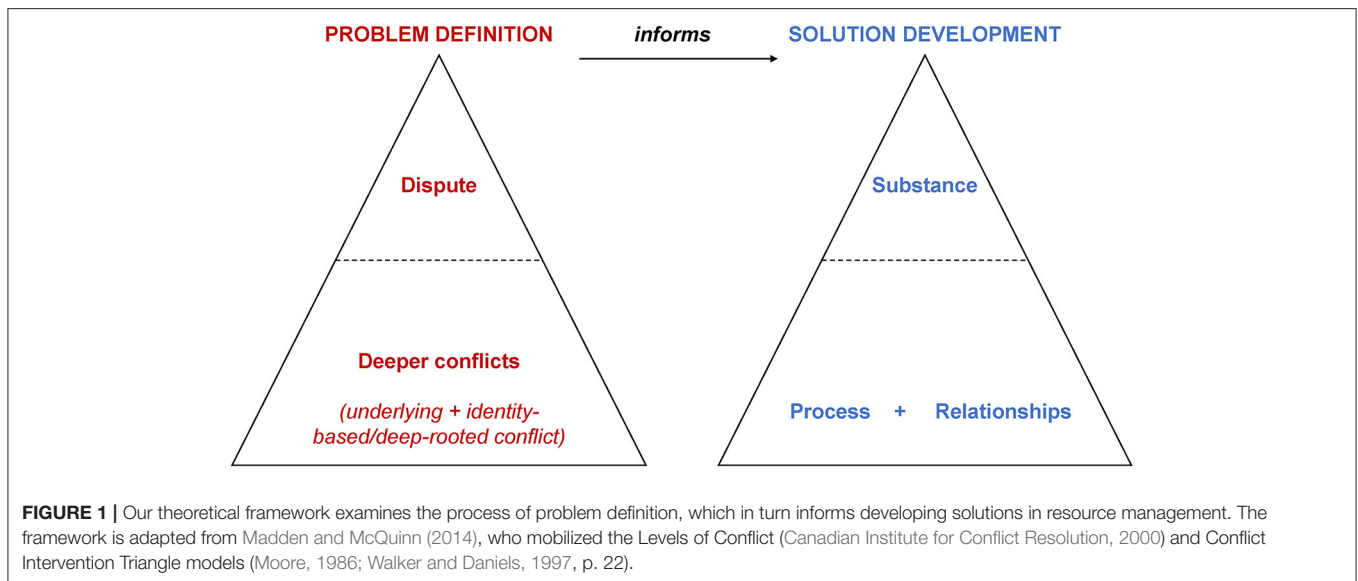 PROBLEM DEFINITION informs SOLUTION DEVELOPMENT
Dispute
Substance
Deeper conflicts
(underlying + identity-
based/deep-rooted conflict)
Process + Relationships
FIGURE 1 | Our theoretical framework examines the process of problem definition, which in turn informs developing solutions in resource management. The
framework is adapted from Madden and McQuinn (2014), who mobilized the Levels of Conflict (Canadian Institute for Conflict Resolution, 2000) and Conflict
Intervention Triangle models (Moore, 1986; Walker and Daniels, 1997, p. 22).